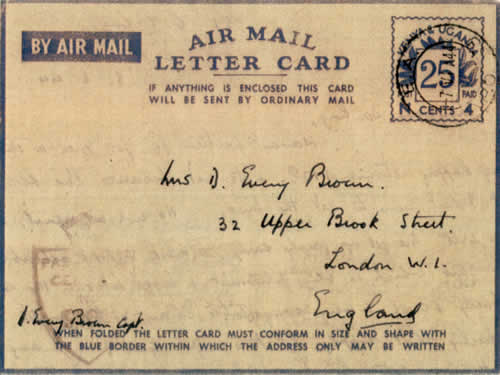 BY AIR MAIL
AIR MAIL
LETTER CARD
IF ANYTHING IS ENCLOSED THIS CARD
WILL BE SENT BY ORDINARY MAIL
KENYA & UGANDA
25
PAID
CENTS
Mrs D. Every Brown.
32 Upper Brook Street.
London W.1.
England
D. Every Brown Capt.
WHEN FOLDED THE LETTER CARD MUST CONFORM IN SIZE AND SHAPE WITH
THE BLUE BORDER WITHIN WHICH THE ADDRESS ONLY MAY BE WRITTEN